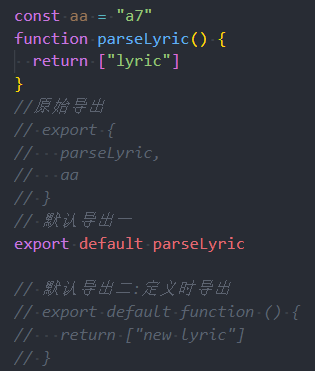 const aa = "a7"
function parseLyric() {
  return ["lyric"]
}
//原始导出
// export {
//   parseLyric,
//   aa
// }
// 默认导出一
export default parseLyric

// 默认导出二:定义时导出
// export default function () {
//   return ["new lyric"]
// }